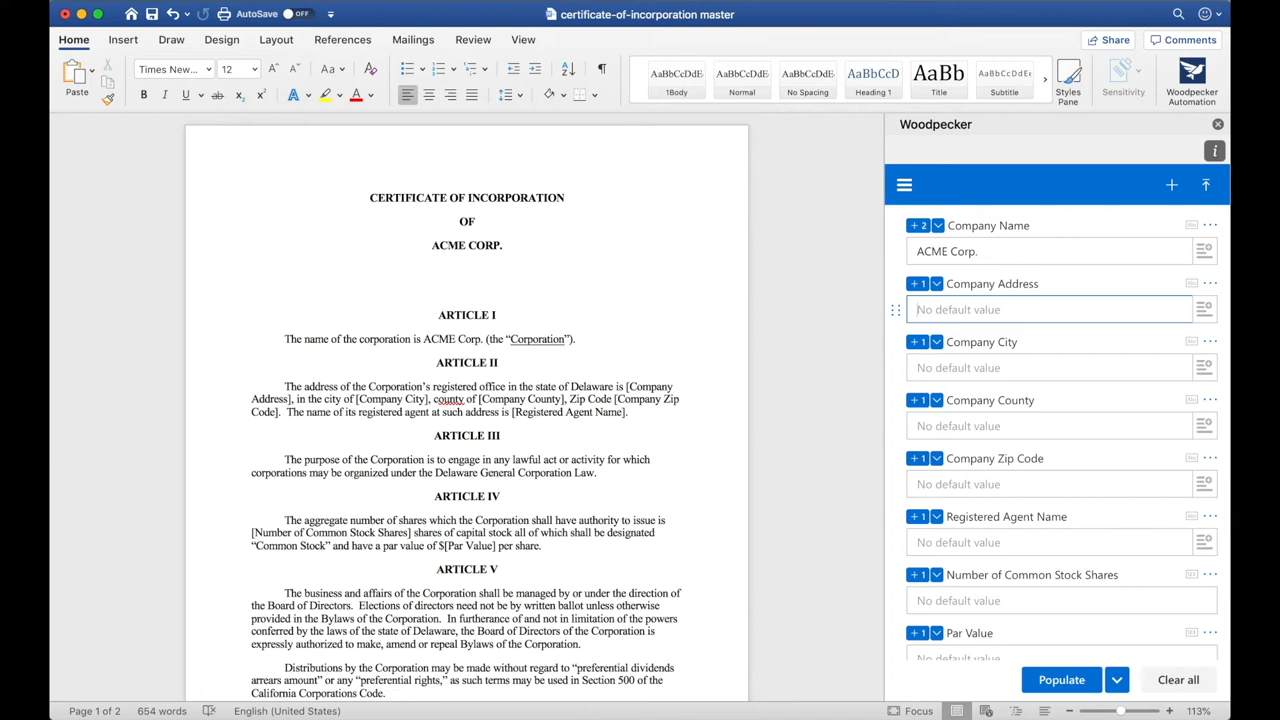 AutoSave OFF
certificate-of-incorporation master
Home Insert Draw Design Layout References Mailings Review View
Share Comments
Paste
Times New... 12
Aa
B I U ab x₂ x² A A
AaBbCcDdE AaBbCcDdE AaBbCcDdE AaBbCcD AaBb AaBbCcDdE
1Body Normal No Spacing Heading 1 Title Subtitle
Styles Pane
Sensitivity
Woodpecker Automation
CERTIFICATE OF INCORPORATION
OF
ACME CORP.
ARTICLE I
The name of the corporation is ACME Corp. (the “Corporation”).
ARTICLE II
The address of the Corporation’s registered office in the state of Delaware is [Company
Address], in the city of [Company City], county of [Company County], Zip Code [Company Zip
Code]. The name of its registered agent at such address is [Registered Agent Name].
ARTICLE III
The purpose of the Corporation is to engage in any lawful act or activity for which
corporations may be organized under the Delaware General Corporation Law.
ARTICLE IV
The aggregate number of shares which the Corporation shall have authority to issue is
[Number of Common Stock Shares] shares of capital stock all of which shall be designated
“Common Stock” and have a par value of $[Par Value] per share.
ARTICLE V
The business and affairs of the Corporation shall be managed by or under the direction of
the Board of Directors. Elections of directors need not be by written ballot unless otherwise
provided in the Bylaws of the Corporation. In furtherance of and not in limitation of the powers
conferred by the laws of the state of Delaware, the Board of Directors of the Corporation is
expressly authorized to make, amend or repeal Bylaws of the Corporation.
Distributions by the Corporation may be made without regard to “preferential dividends
arrears amount” or any “preferential rights,” as such terms may be used in Section 500 of the
California Corporations Code.
Woodpecker
i
+ 2 Company Name Abc ...
ACME Corp.
+ 1 Company Address Abc ...
No default value
+ 1 Company City Abc ...
No default value
+ 1 Company County Abc ...
No default value
+ 1 Company Zip Code Abc ...
No default value
+ 1 Registered Agent Name Abc ...
No default value
+ 1 Number of Common Stock Shares 123 ...
No default value
+ 1 Par Value 123 ...
No default value
Populate Clear all
Page 1 of 2 654 words English (United States) Focus 113%